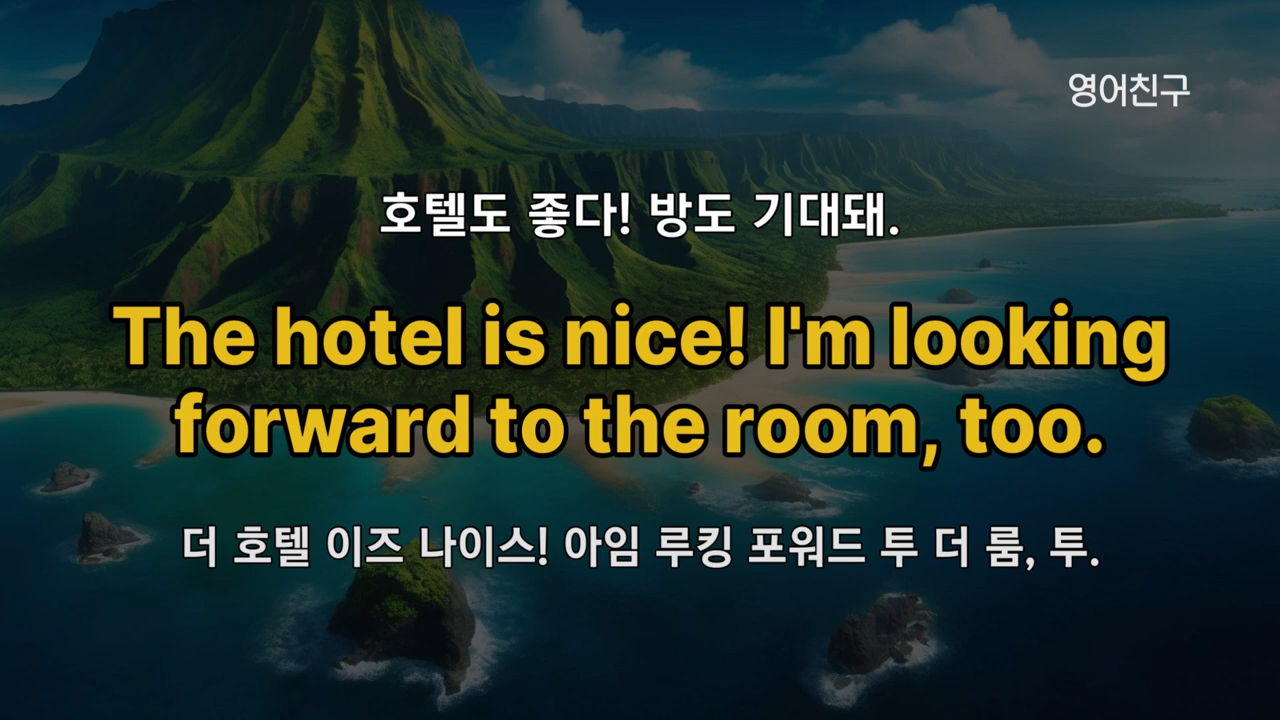 영어친구
호텔도 좋다! 방도 기대돼.
The hotel is nice! I'm looking
forward to the room, too.
더 호텔 이즈 나이스! 아임 루킹 포워드 투 더 룸, 투.